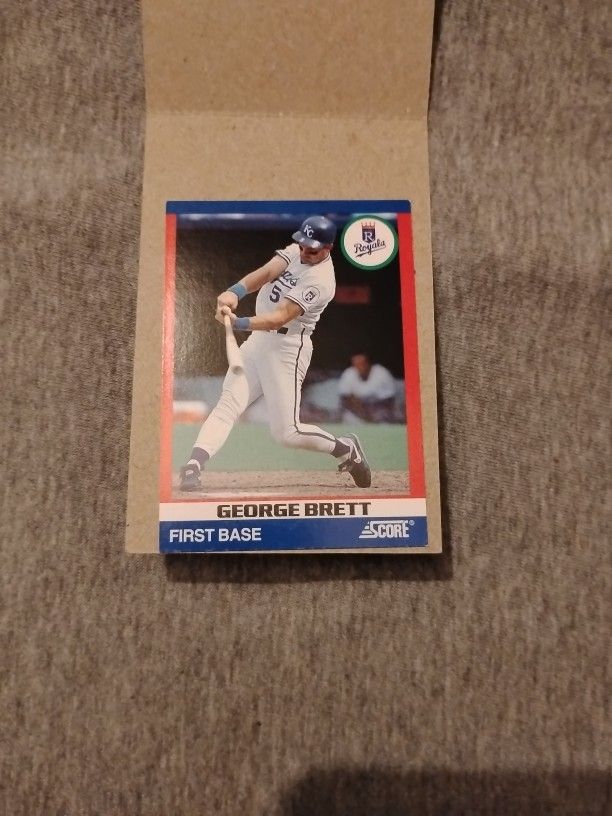 KC
R
Royals
5
GEORGE BRETT
FIRST BASE
SCORE®